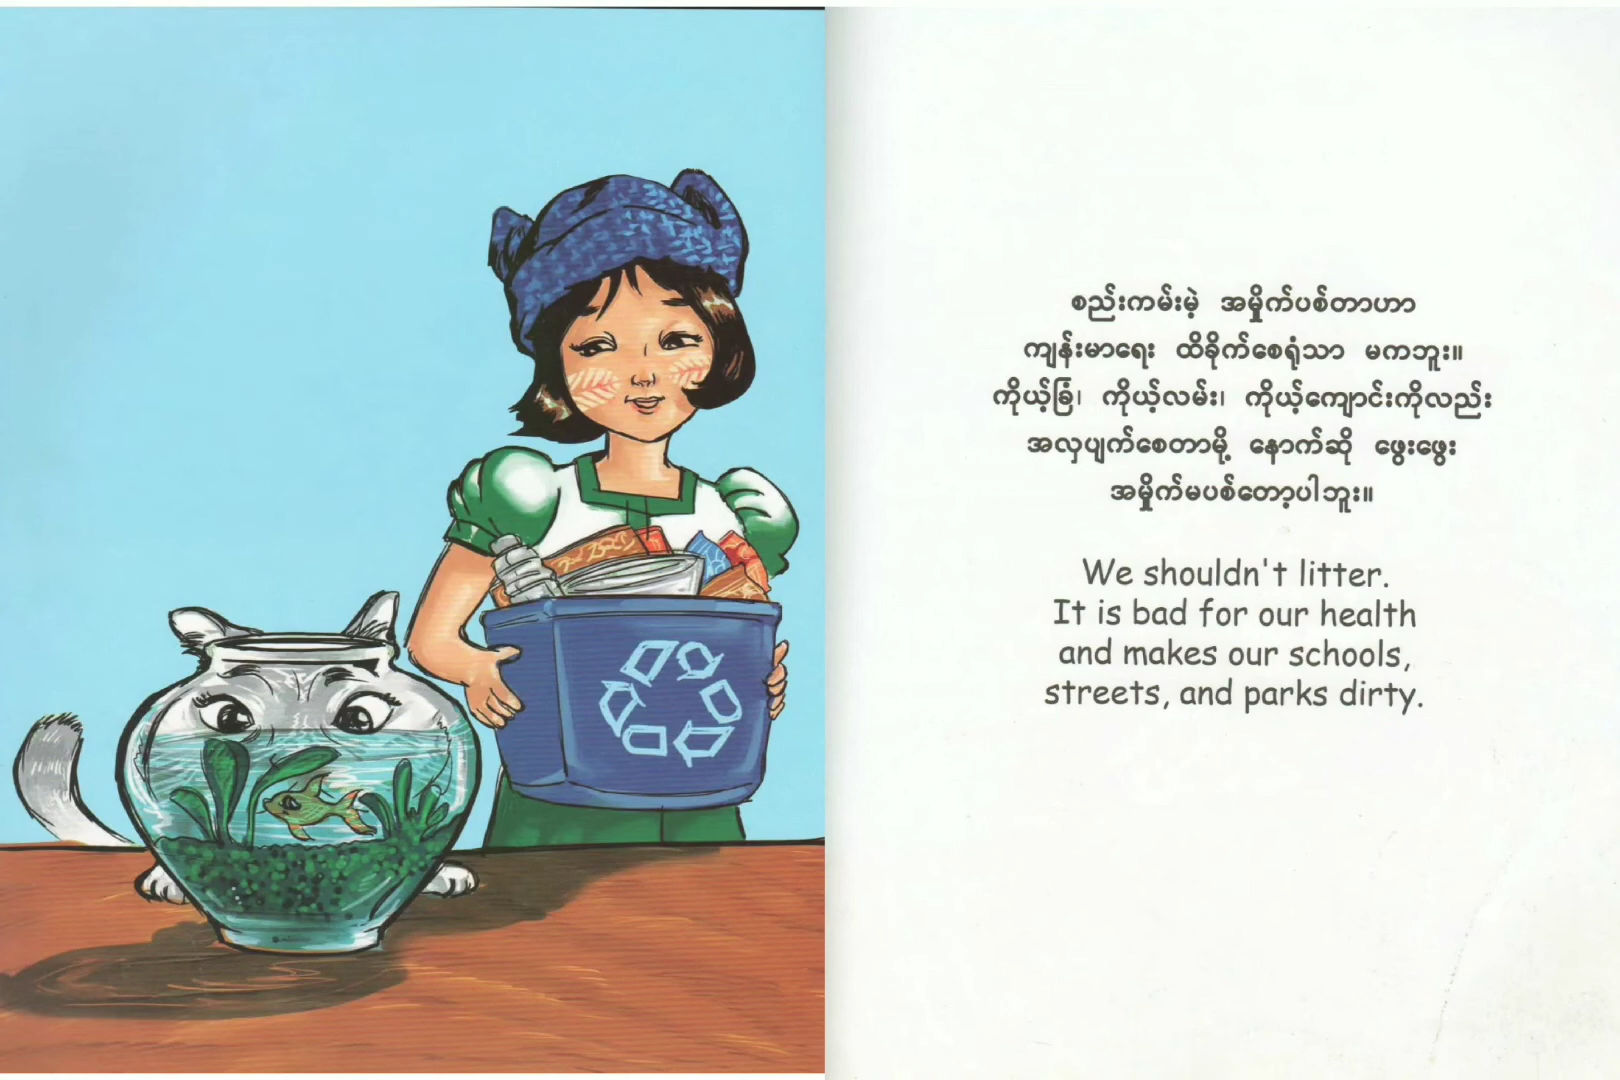 စည်းကမ်းမဲ့ အမှိုက်ပစ်တာဟာ
ကျန်းမာရေး ထိခိုက်စေရုံသာ မကဘူး။
ကိုယ့်ခြံ၊ ကိုယ့်လမ်း၊ ကိုယ့်ကျောင်းကိုလည်း
အလှပျက်စေတာမို့ နောက်ဆို ဖွေးဖွေး
အမှိုက်မပစ်တော့ပါဘူး။
We shouldn't litter.
It is bad for our health
and makes our schools,
streets, and parks dirty.